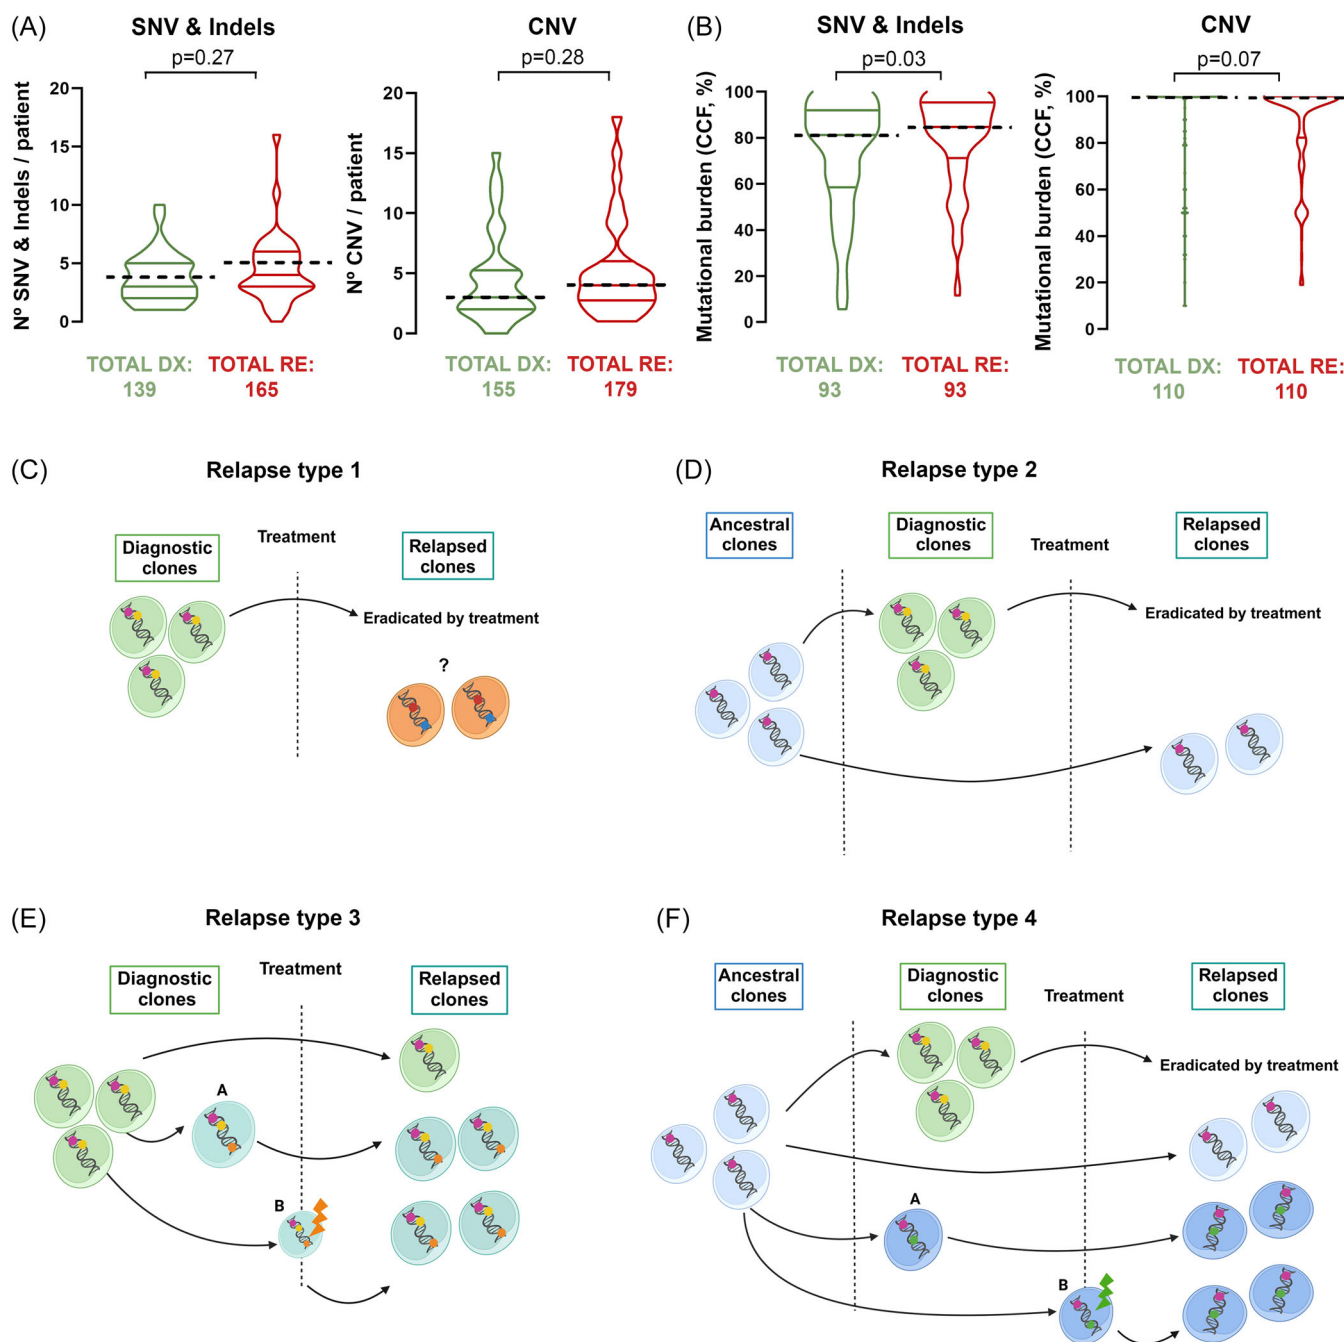 (A)
SNV & Indels
p=0.27
Nº SNV & Indels / patient
20
15
10
5
0
TOTAL DX:
139
TOTAL RE:
165
CNV
p=0.28
Nº CNV / patient
20
15
10
5
0
TOTAL DX:
155
TOTAL RE:
179
(B)
SNV & Indels
p=0.03
Mutational burden (CCF, %)
100
80
60
40
20
0
TOTAL DX:
93
TOTAL RE:
93
CNV
p=0.07
Mutational burden (CCF, %)
100
80
60
40
20
0
TOTAL DX:
110
TOTAL RE:
110
(C)
Relapse type 1
Diagnostic
clones
Treatment
Relapsed
clones
Eradicated by treatment
?
(D)
Relapse type 2
Ancestral
clones
Diagnostic
clones
Treatment
Relapsed
clones
Eradicated by treatment
(E)
Relapse type 3
Diagnostic
clones
Treatment
Relapsed
clones
A
B
(F)
Relapse type 4
Ancestral
clones
Diagnostic
clones
Treatment
Relapsed
clones
Eradicated by treatment
A
B